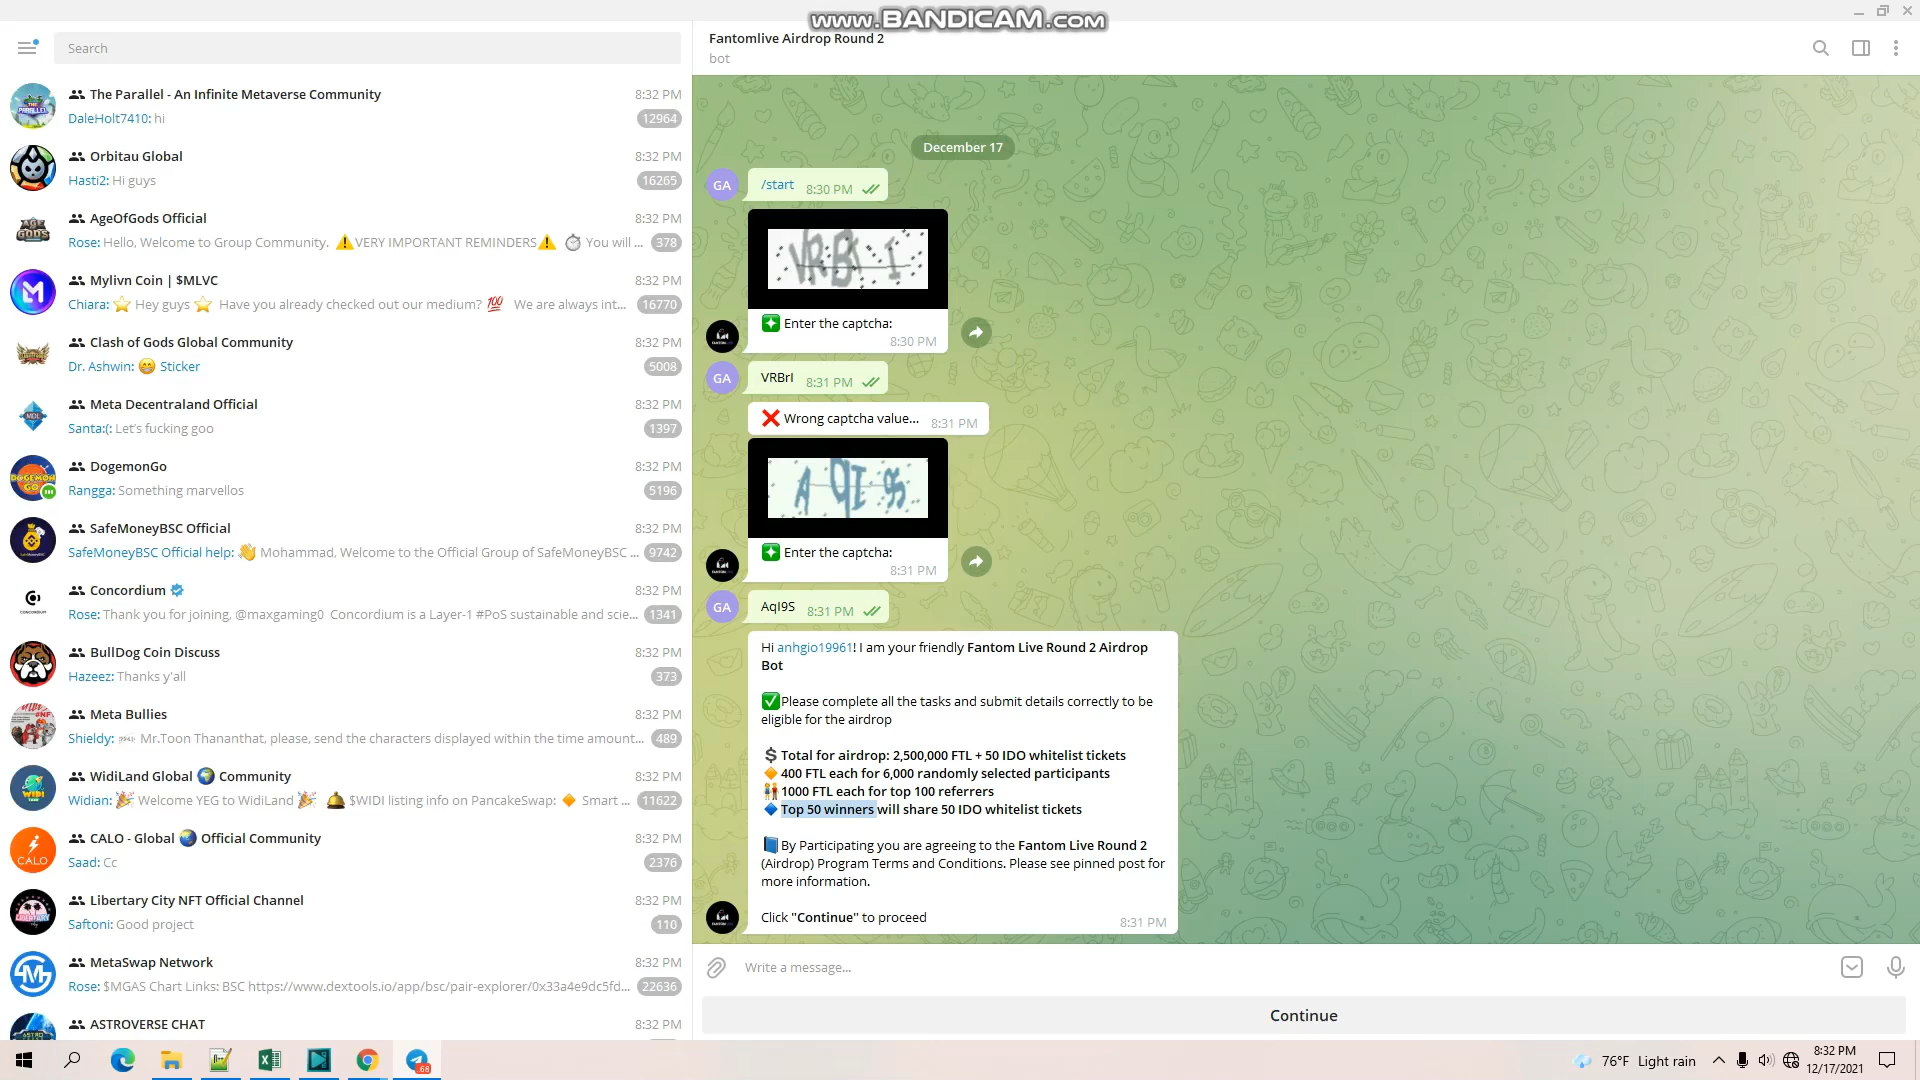 www.BANDICAM.com
Search
The Parallel - An Infinite Metaverse Community
8:32 PM
DaleHolt7410: hi
12964
Orbitau Global
8:32 PM
Hasti2: Hi guys
16265
AgeOfGods Official
8:32 PM
Rose: Hello, Welcome to Group Community. ⚠️VERY IMPORTANT REMINDERS⚠️ ⏱ You will ...
378
Mylivn Coin | $MLVC
8:32 PM
Chiara: ⭐ Hey guys ⭐ Have you already checked out our medium? 💯 We are always int...
16770
Clash of Gods Global Community
8:32 PM
Dr. Ashwin: 😁 Sticker
5008
Meta Decentraland Official
8:32 PM
Santa:(: Let's fucking goo
1397
DogemonGo
8:32 PM
Rangga: Something marvellos
5196
SafeMoneyBSC Official
8:32 PM
SafeMoneyBSC Official help: 👋 Mohammad, Welcome to the Official Group of SafeMoneyBSC ...
9742
Concordium
8:32 PM
Rose: Thank you for joining, @maxgaming0 Concordium is a Layer-1 #PoS sustainable and scie...
1341
BullDog Coin Discuss
8:32 PM
Hazeez: Thanks y'all
373
Meta Bullies
8:32 PM
Shieldy: Mr.Toon Thananthat, please, send the characters displayed within the time amount...
489
WidiLand Global 🌍 Community
8:32 PM
Widian: 🎉 Welcome YEG to WidiLand 🎉 🔔 $WIDI listing info on PancakeSwap: 🔸 Smart ...
11622
CALO - Global 🌍 Official Community
8:32 PM
Saad: Cc
2376
Libertary City NFT Official Channel
8:32 PM
Saftoni: Good project
110
MetaSwap Network
8:32 PM
Rose: $MGAS Chart Links: BSC https://www.dextools.io/app/bsc/pair-explorer/0x33a4e9dc5fd...
22636
ASTROVERSE CHAT
8:32 PM
Fantomlive Airdrop Round 2
bot
December 17
GA
/start 8:30 PM
Enter the captcha:
8:30 PM
GA
VRBrI 8:31 PM
❌ Wrong captcha value... 8:31 PM
Enter the captcha:
8:31 PM
GA
AqI9S 8:31 PM
Hi anhgio19961! I am your friendly Fantom Live Round 2 Airdrop
Bot
✅Please complete all the tasks and submit details correctly to be
eligible for the airdrop
💲Total for airdrop: 2,500,000 FTL + 50 IDO whitelist tickets
🔸400 FTL each for 6,000 randomly selected participants
👬1000 FTL each for top 100 referrers
🔹Top 50 winners will share 50 IDO whitelist tickets
📘By Participating you are agreeing to the Fantom Live Round 2
(Airdrop) Program Terms and Conditions. Please see pinned post for
more information.
Click "Continue" to proceed
8:31 PM
Write a message...
Continue
CALO
CONCORDIUM
MDL
68
76°F Light rain
8:32 PM
12/17/2021